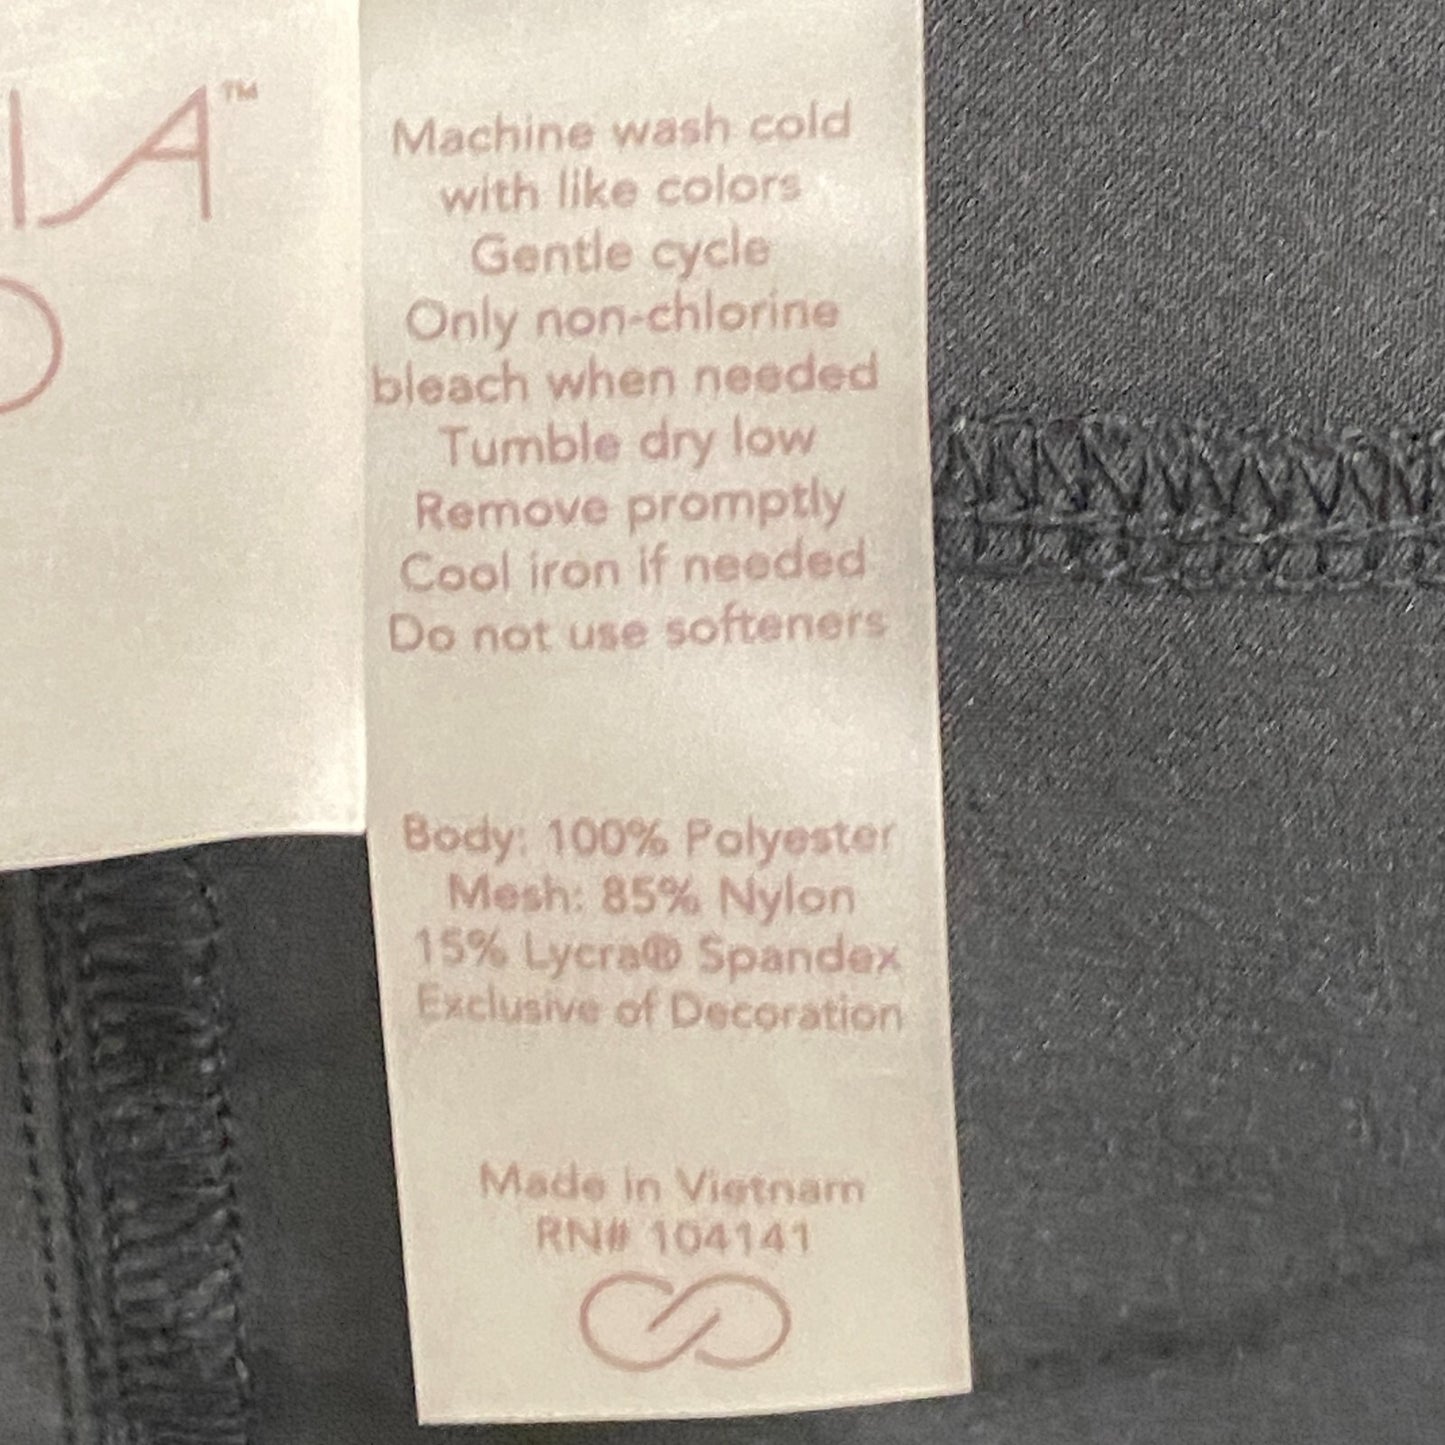 IA™
Machine wash cold
with like colors
Gentle cycle
Only non-chlorine
bleach when needed
Tumble dry low
Remove promptly
Cool iron if needed
Do not use softeners
Body: 100% Polyester
Mesh: 85% Nylon
15% Lycra® Spandex
Exclusive of Decoration
Made in Vietnam
RN# 104141